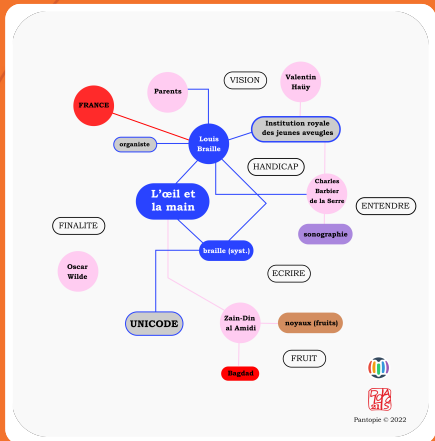 VISION
Valentin
Haüy
Parents
FRANCE
Institution royale
des jeunes aveugles
organiste
Louis
Braille
HANDICAP
Charles
Barbier
de la Serre
L'œil et
la main
ENTENDRE
FINALITE
sonographie
braille (syst.)
Oscar
Wilde
ECRIRE
UNICODE
Zain-Din
al Amidi
noyaux (fruits)
FRUIT
Bagdad
Pantopie © 2022